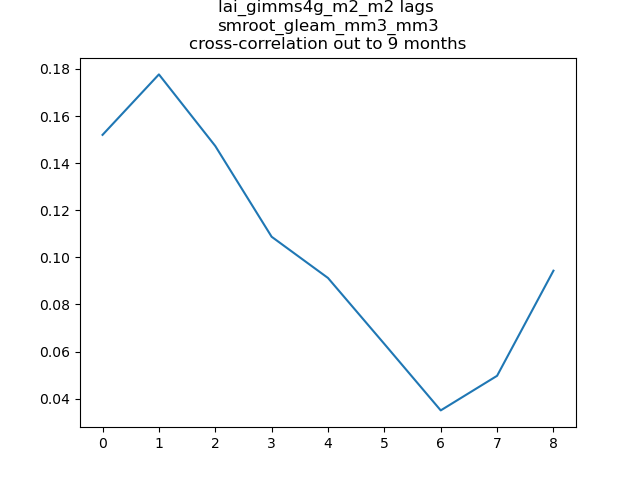 lai_gimms4g_m2_m2 lags
smroot_gleam_mm3_mm3
cross-correlation out to 9 months
0.18
0.16
0.14
0.12
0.10
0.08
0.06
0.04
0 1 2 3 4 5 6 7 8